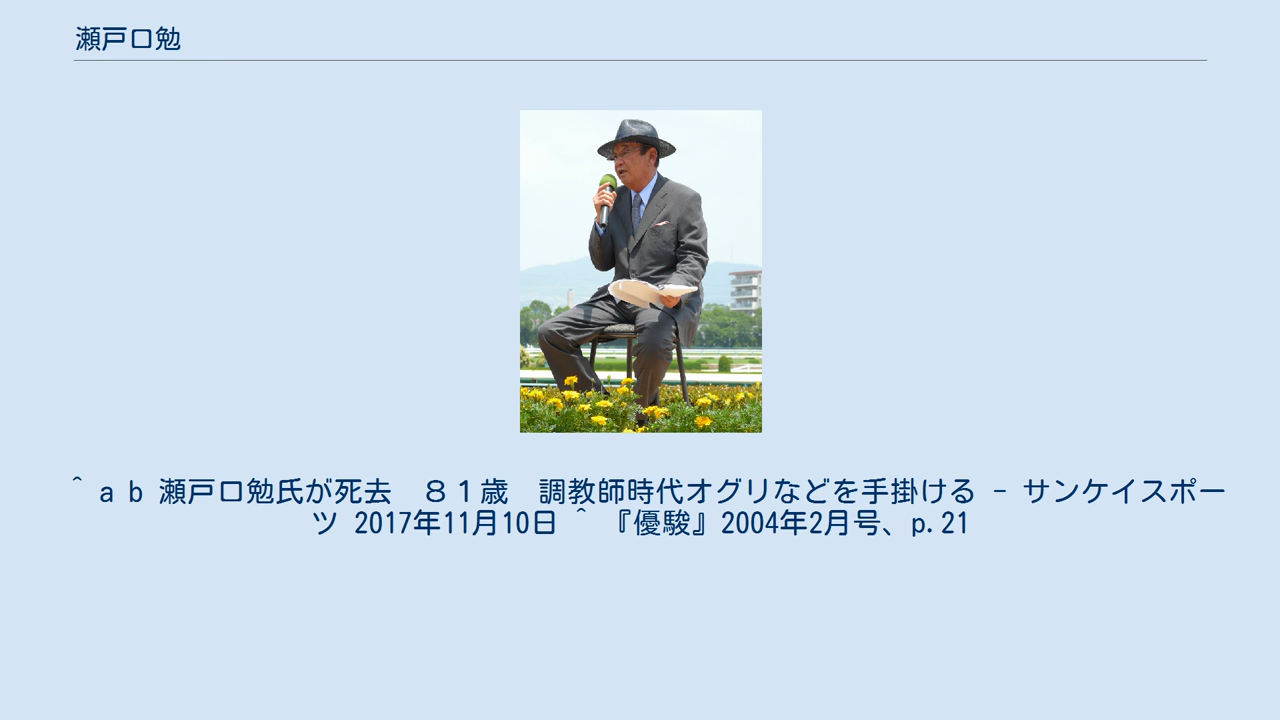 瀬戸口勉
^ a b 瀬戸口勉氏が死去　８１歳　調教師時代オグリなどを手掛ける - サンケイスポー
ツ 2017年11月10日 ^ 『優駿』2004年2月号、p.21